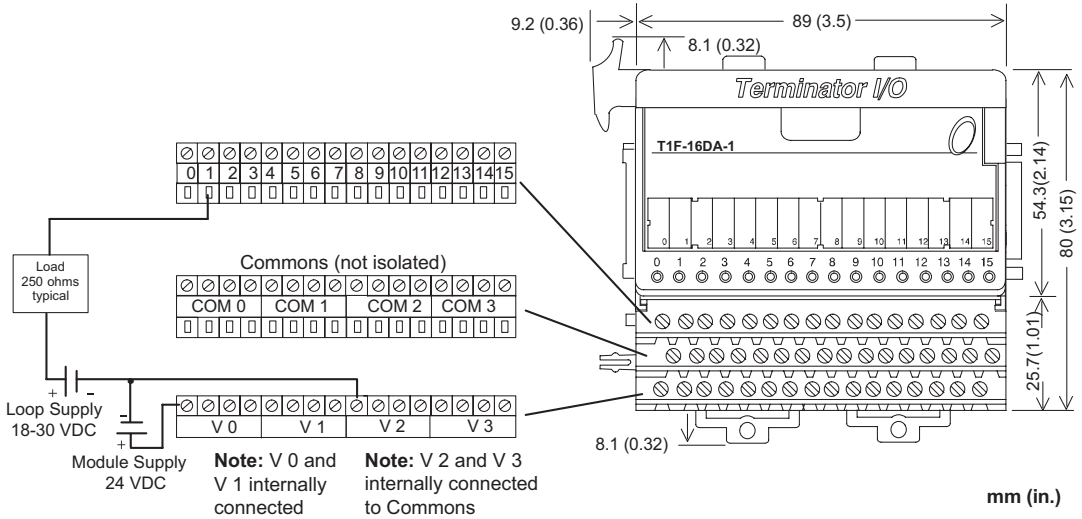 9.2 (0.36)
89 (3.5)
8.1 (0.32)
Terminator I/O
T1F-16DA-1
0 1 2 3 4 5 6 7 8 9 10 11 12 13 14 15
0 1 2 3 4 5 6 7 8 9 10 11 12 13 14 15
54.3(2.14)
80 (3.15)
25.7(1.01)
8.1 (0.32)
0 1 2 3 4 5 6 7 8 9 10 11 12 13 14 15
Load
250 ohms
typical
Commons (not isolated)
COM 0 COM 1 COM 2 COM 3
+ -
Loop Supply
18-30 VDC
-
+
Module Supply
24 VDC
V 0 V 1 V 2 V 3
Note: V 0 and
V 1 internally
connected
Note: V 2 and V 3
internally connected
to Commons
mm (in.)